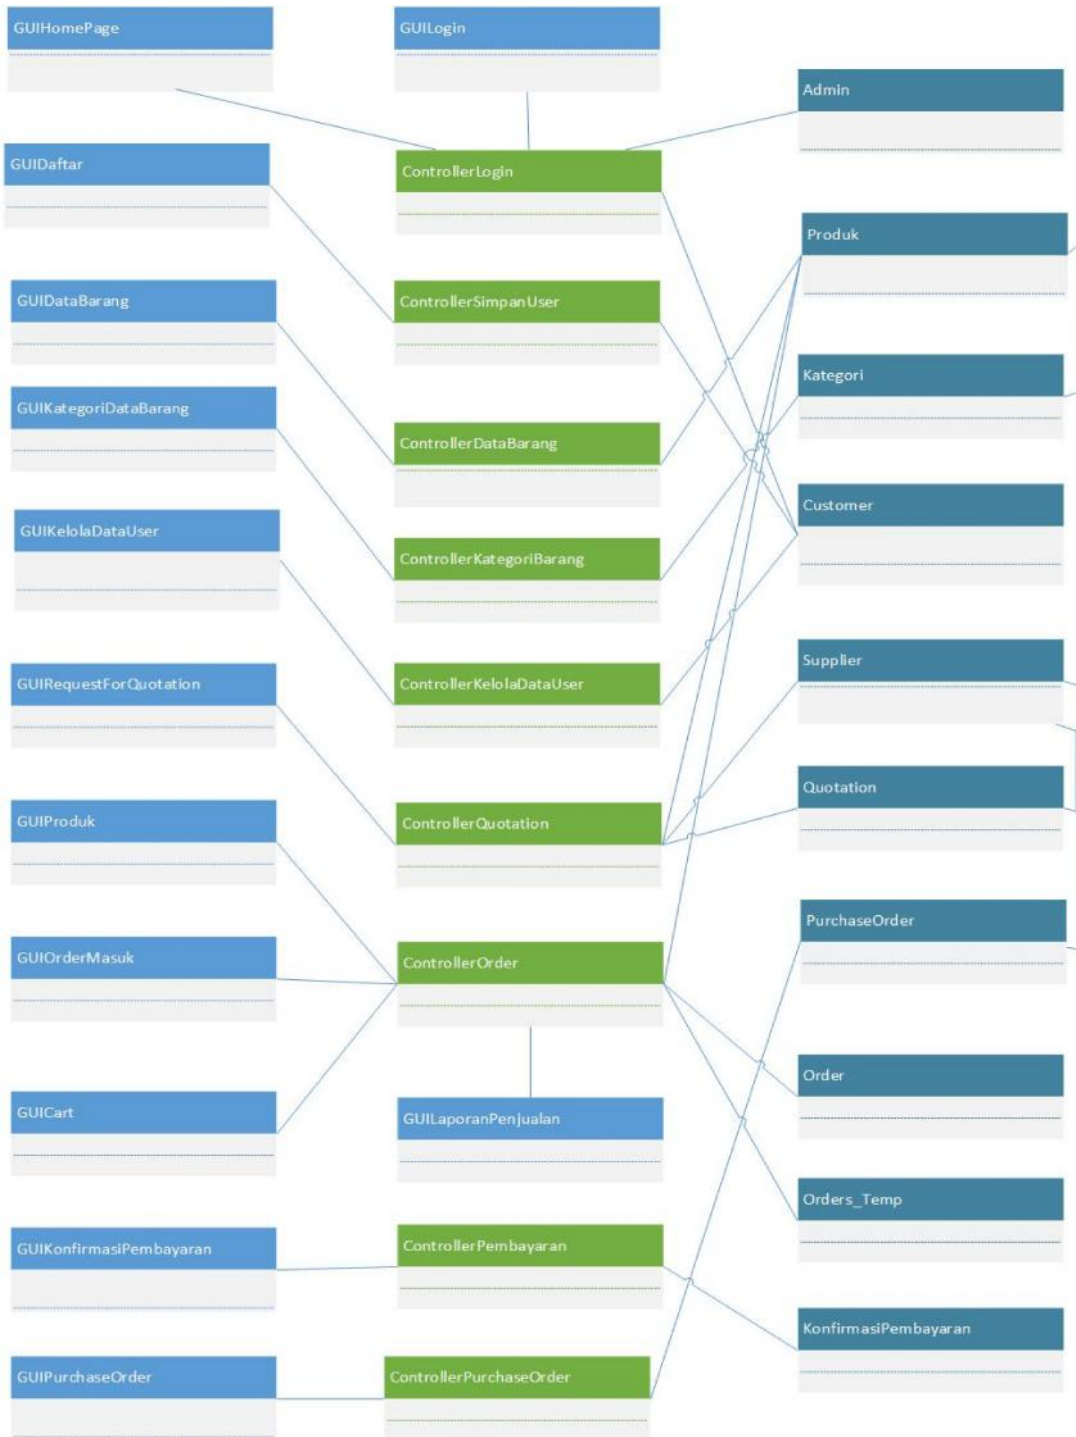 GUIHomePage
GUILogin
Admin
GUIDaftar
ControllerLogin
Produk
GUIDataBarang
ControllerSimpanUser
Kategori
GUIKategoriDataBarang
ControllerDataBarang
Customer
GUIKelolaDataUser
ControllerKategoriBarang
Supplier
GUIRequestForQuotation
ControllerKelolaDataUser
Quotation
GUIProduk
ControllerQuotation
PurchaseOrder
GUIOrderMasuk
ControllerOrder
Order
GUICart
GUILaporanPenjualan
Orders_Temp
GUIKonfirmasiPembayaran
ControllerPembayaran
KonfirmasiPembayaran
GUIPurchaseOrder
ControllerPurchaseOrder